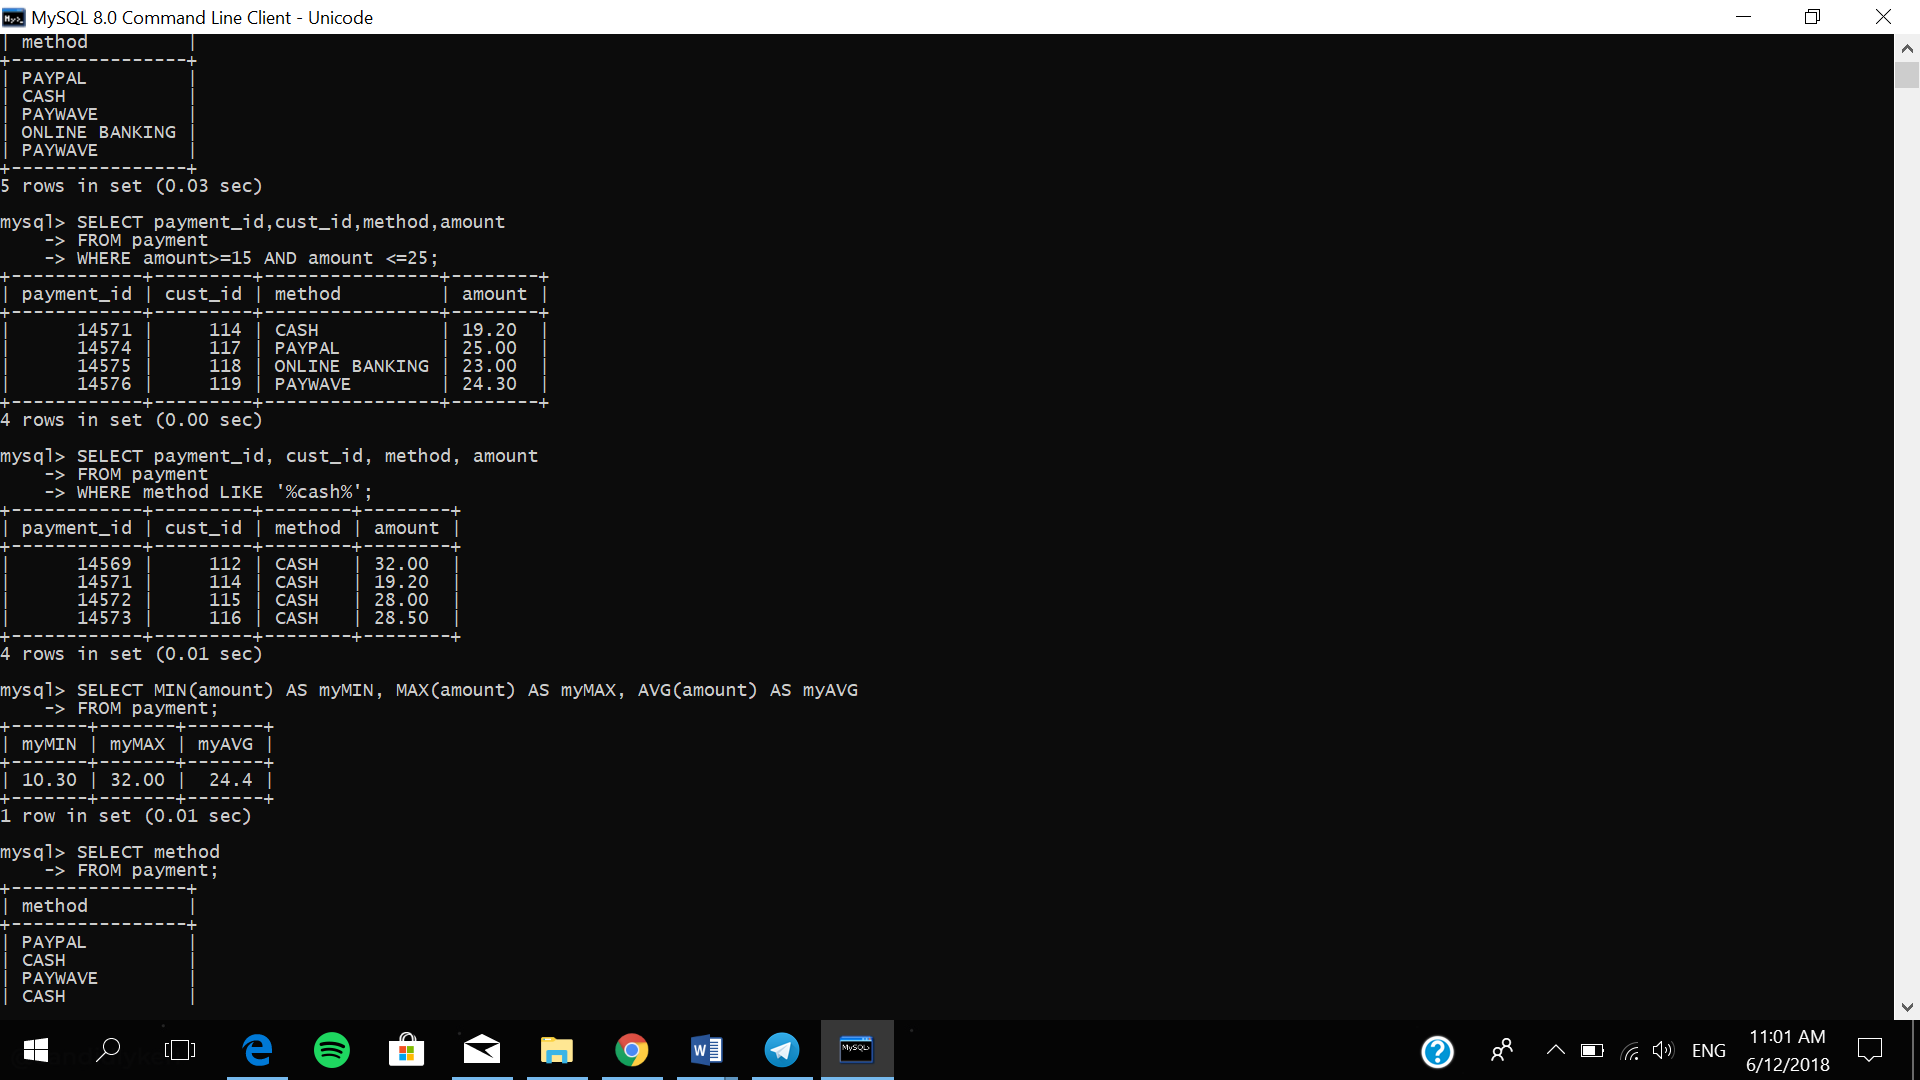 MySQL 8.0 Command Line Client - Unicode
| method         |
+----------------+
| PAYPAL         |
| CASH           |
| PAYWAVE        |
| ONLINE BANKING |
| PAYWAVE        |
+----------------+
5 rows in set (0.03 sec)
mysql> SELECT payment_id,cust_id,method,amount
    -> FROM payment
    -> WHERE amount>=15 AND amount <=25;
+------------+---------+----------------+--------+
| payment_id | cust_id | method         | amount |
+------------+---------+----------------+--------+
|      14571 |     114 | CASH           | 19.20  |
|      14574 |     117 | PAYPAL         | 25.00  |
|      14575 |     118 | ONLINE BANKING | 23.00  |
|      14576 |     119 | PAYWAVE        | 24.30  |
+------------+---------+----------------+--------+
4 rows in set (0.00 sec)
mysql> SELECT payment_id, cust_id, method, amount
    -> FROM payment
    -> WHERE method LIKE '%cash%';
+------------+---------+--------+--------+
| payment_id | cust_id | method | amount |
+------------+---------+--------+--------+
|      14569 |     112 | CASH   | 32.00  |
|      14571 |     114 | CASH   | 19.20  |
|      14572 |     115 | CASH   | 28.00  |
|      14573 |     116 | CASH   | 28.50  |
+------------+---------+--------+--------+
4 rows in set (0.01 sec)
mysql> SELECT MIN(amount) AS myMIN, MAX(amount) AS myMAX, AVG(amount) AS myAVG
    -> FROM payment;
+-------+-------+-------+
| myMIN | myMAX | myAVG |
+-------+-------+-------+
| 10.30 | 32.00 |  24.4 |
+-------+-------+-------+
1 row in set (0.01 sec)
mysql> SELECT method
    -> FROM payment;
+----------------+
| method         |
+----------------+
| PAYPAL         |
| CASH           |
| PAYWAVE        |
| CASH           |
W
MySQL>
?
ENG
11:01 AM
6/12/2018